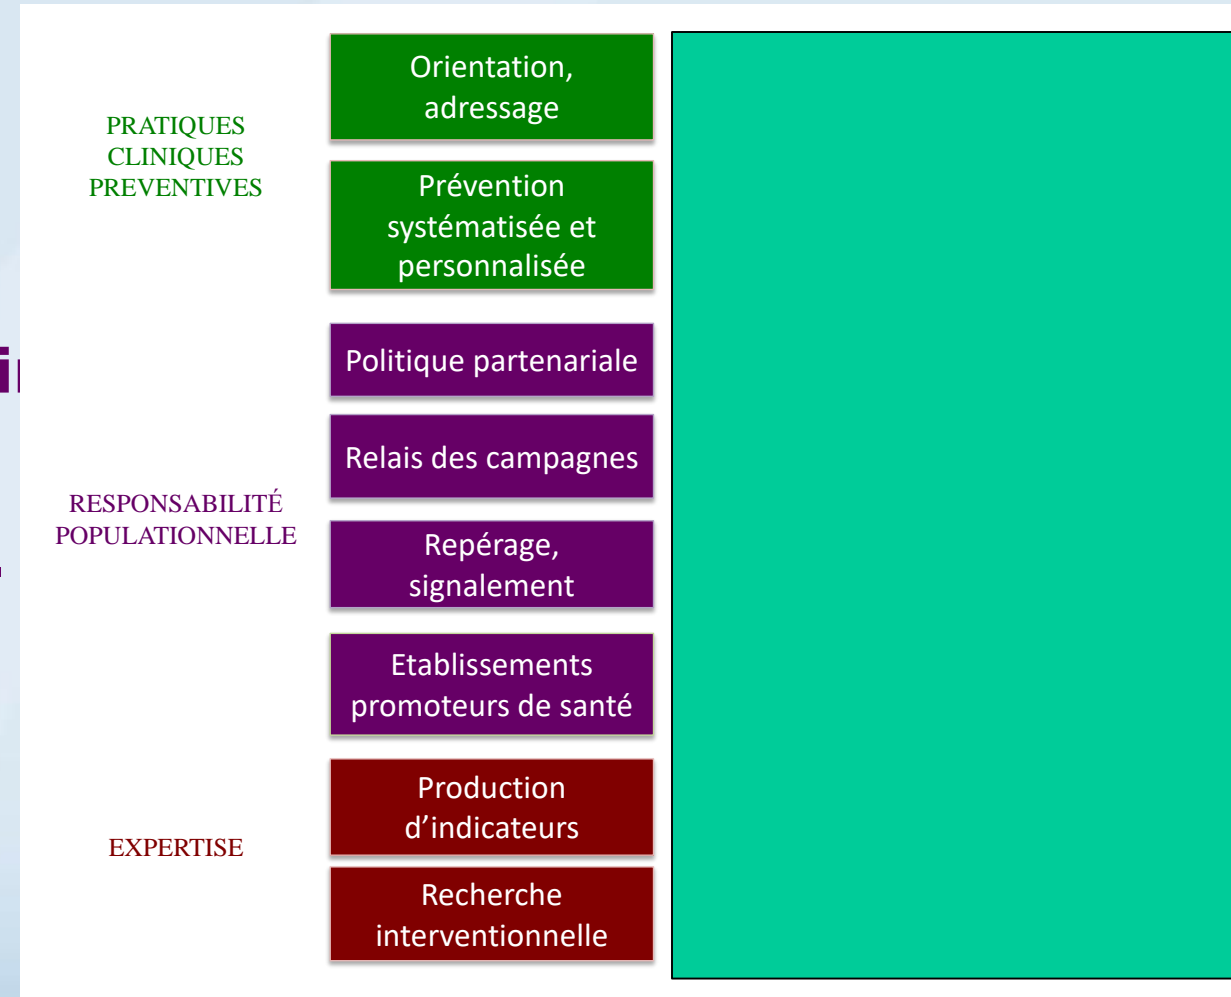 PRATIQUES
CLINIQUES
PREVENTIVES
Orientation,
adressage
Prévention
systématisée et
personnalisée
RESPONSABILITÉ
POPULATIONNELLE
Politique partenariale
Relais des campagnes
Repérage,
signalement
Etablissements
promoteurs de santé
EXPERTISE
Production
d’indicateurs
Recherche
interventionnelle